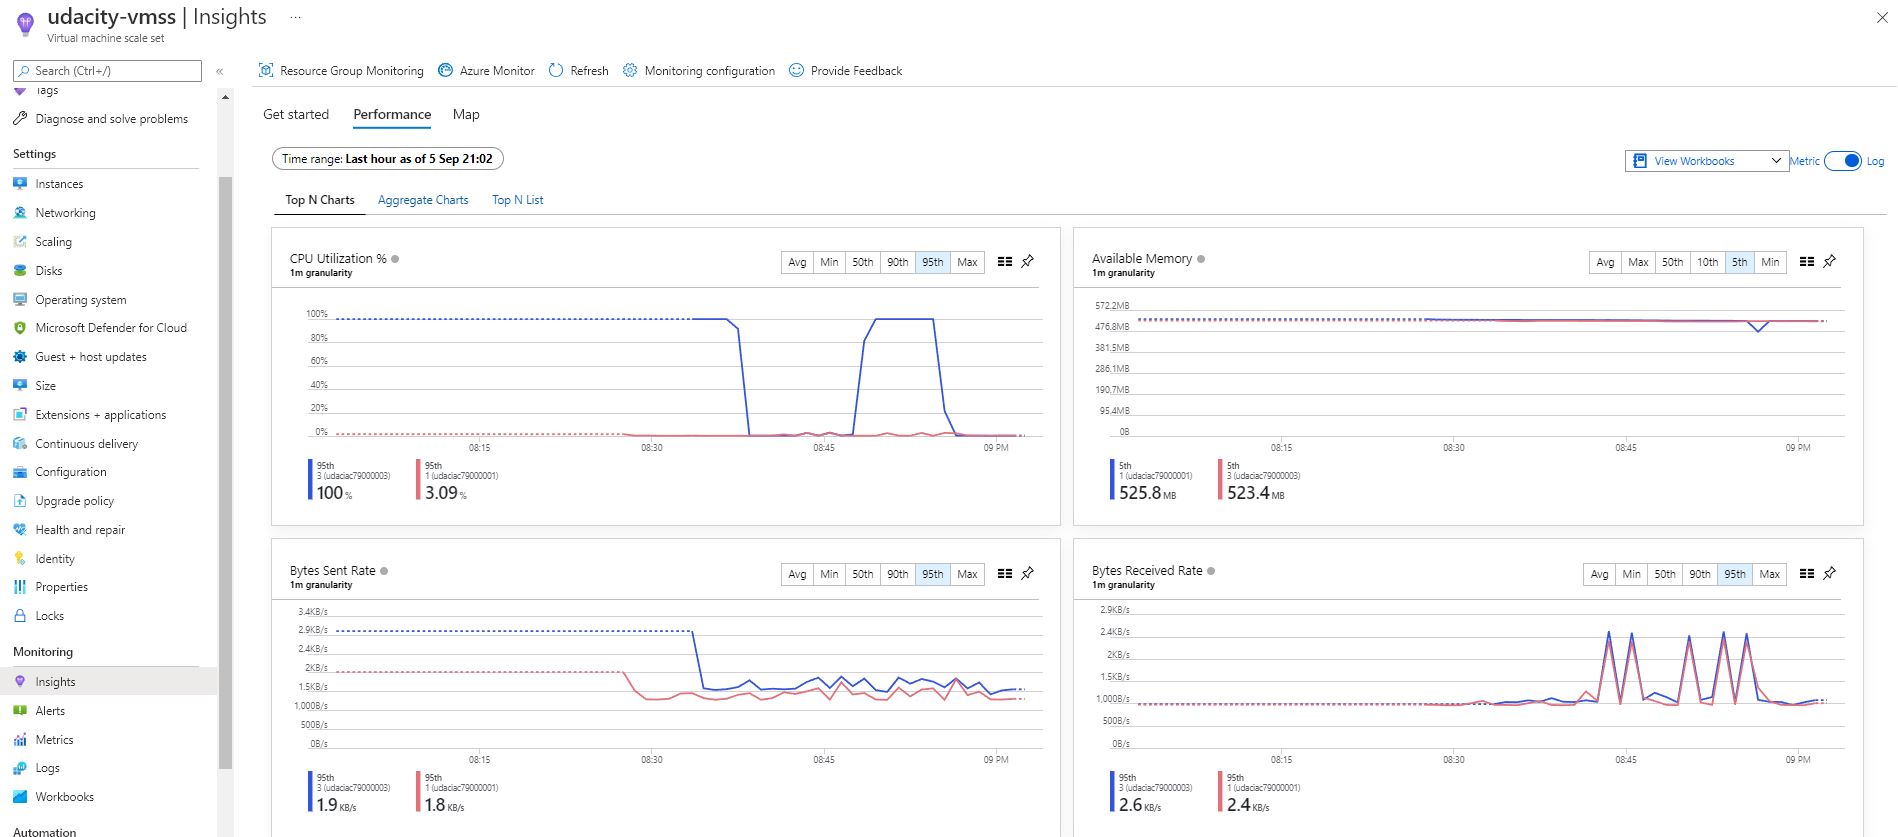 udacity-vmss | Insights ...
Virtual machine scale set
Search (Ctrl+/)
«
Resource Group Monitoring
Azure Monitor
Refresh
Monitoring configuration
Provide Feedback
Tags
Diagnose and solve problems
Settings
Instances
Networking
Scaling
Disks
Operating system
Microsoft Defender for Cloud
Guest + host updates
Size
Extensions + applications
Continuous delivery
Configuration
Upgrade policy
Health and repair
Identity
Properties
Locks
Monitoring
Insights
Alerts
Metrics
Logs
Workbooks
Automation
Get started
Performance
Map
Time range: Last hour as of 5 Sep 21:02
View Workbooks
Metric
Log
Top N Charts
Aggregate Charts
Top N List
CPU Utilization %
1m granularity
Avg Min 50th 90th 95th Max
100%
80%
60%
40%
20%
0%
08:15 08:30 08:45 09 PM
95th
3 (udaciac79000003)
100 %
95th
1 (udaciac79000001)
3.09 %
Available Memory
1m granularity
Avg Max 50th 10th 5th Min
572.2MB
476.8MB
381.5MB
286.1MB
190.7MB
95.4MB
0B
08:15 08:30 08:45 09 PM
5th
1 (udaciac79000001)
525.8 MB
5th
3 (udaciac79000003)
523.4 MB
Bytes Sent Rate
1m granularity
Avg Min 50th 90th 95th Max
3.4KB/s
2.9KB/s
2.4KB/s
2KB/s
1.5KB/s
1,000B/s
500B/s
0B/s
08:15 08:30 08:45 09 PM
95th
3 (udaciac79000003)
1.9 KB/s
95th
1 (udaciac79000001)
1.8 KB/s
Bytes Received Rate
1m granularity
Avg Min 50th 90th 95th Max
2.9KB/s
2.4KB/s
2KB/s
1.5KB/s
1,000B/s
500B/s
0B/s
08:15 08:30 08:45 09 PM
95th
3 (udaciac79000003)
2.6 KB/s
95th
1 (udaciac79000001)
2.4 KB/s